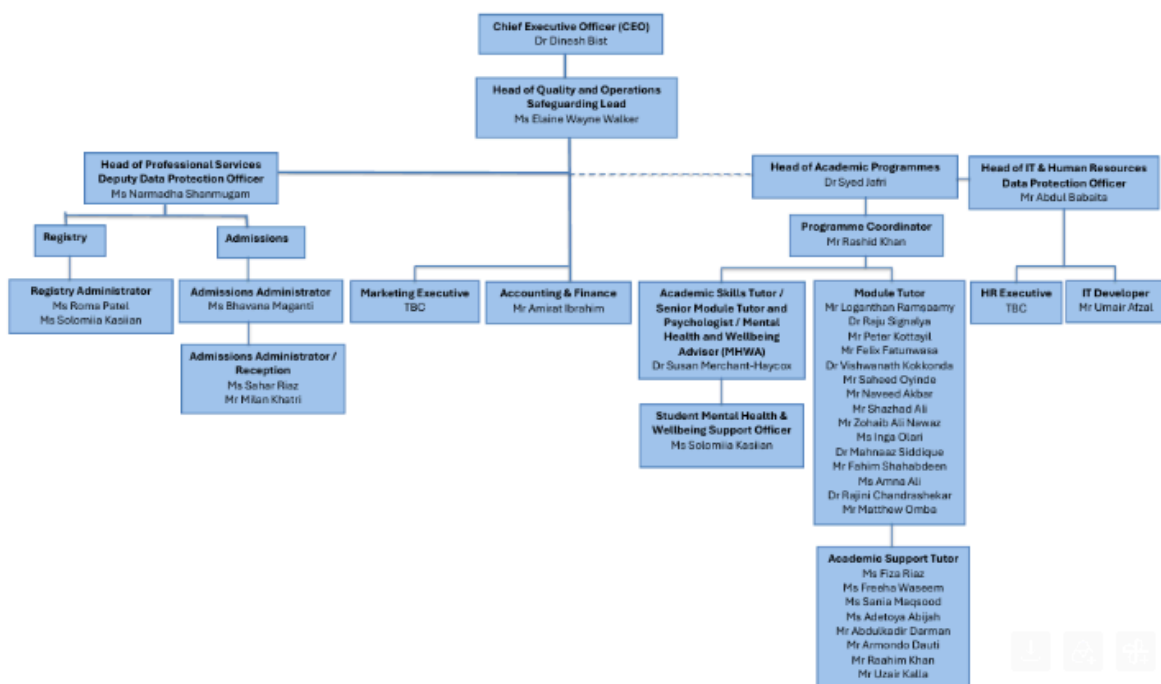 Chief Executive Officer (CEO)
Dr Dinesh Bist
Head of Quality and Operations
Safeguarding Lead
Ms Elaine Wayne Walker
Head of Professional Services
Deputy Data Protection Officer
Ms Narmadha Shanmugam
Head of Academic Programmes
Dr Syed Jafri
Head of IT & Human Resources
Data Protection Officer
Mr Abdul Babaita
Registry
Admissions
Programme Coordinator
Mr Rashid Khan
Registry Administrator
Ms Roma Patel
Ms Solomiia Kasiian
Admissions Administrator
Ms Bhavana Maganti
Admissions Administrator /
Reception
Ms Sahar Riaz
Mr Milan Khatri
Marketing Executive
TBC
Accounting & Finance
Mr Amirat Ibrahim
Academic Skills Tutor /
Senior Module Tutor and
Psychologist / Mental
Health and Wellbeing
Advisor (MHWA)
Dr Susan Merchant-Haycox
Student Mental Health &
Wellbeing Support Officer
Ms Solomiia Kasiian
Module Tutor
Mr Loganthan Ramsaamy
Dr Raju Signalya
Mr Peter Kottayil
Mr Felix Fatunwasa
Dr Vishwanath Kokkonda
Mr Saheed Oyinde
Mr Naveed Akbar
Mr Shazhad Ali
Mr Zohaib Ali Nawaz
Ms Inga Olari
Dr Mahnaaz Siddique
Mr Fahim Shahabdeen
Ms Amna Ali
Dr Rajini Chandrashekar
Mr Matthew Omba
Academic Support Tutor
Ms Fiza Riaz
Ms Freeha Waseem
Ms Sania Maqsood
Ms Adetoya Abijah
Mr Abdulkadir Darman
Mr Armondo Dauti
Mr Raahim Khan
Mr Uzair Kalla
HR Executive
TBC
IT Developer
Mr Umair Afzal